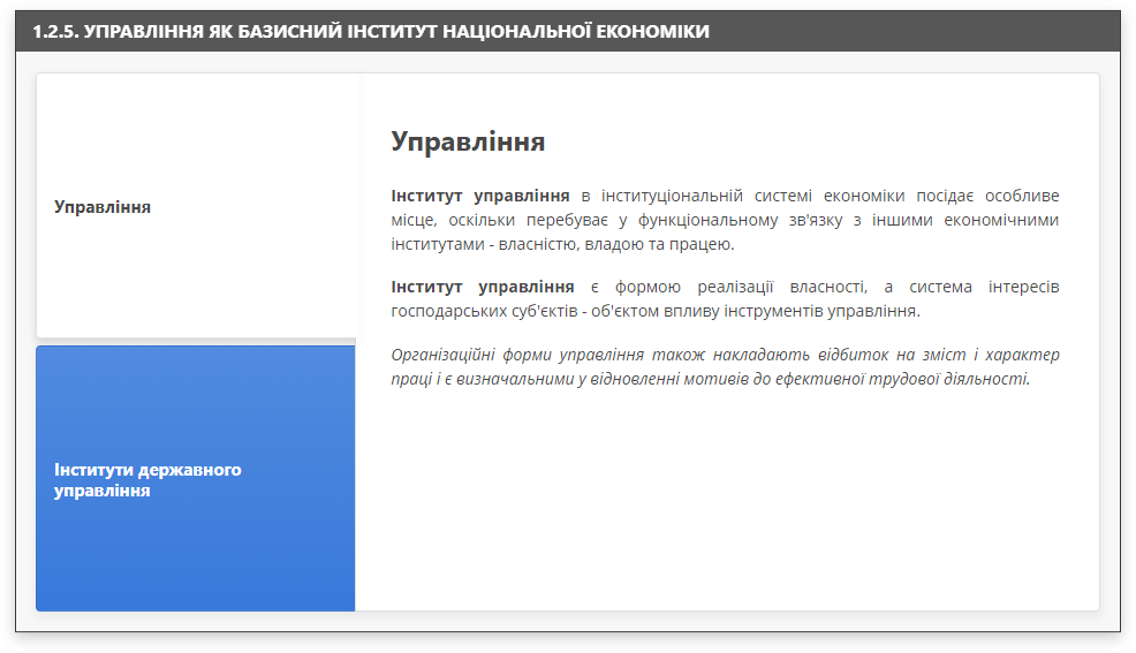 1.2.5. УПРАВЛІННЯ ЯК БАЗИСНИЙ ІНСТИТУТ НАЦІОНАЛЬНОЇ ЕКОНОМІКИ
Управління
Інститути державного
управління
Управління
Інститут управління в інституціональній системі економіки посідає особливе
місце, оскільки перебуває у функціональному зв'язку з іншими економічними
інститутами - власністю, владою та працею.
Інститут управління є формою реалізації власності, а система інтересів
господарських суб'єктів - об'єктом впливу інструментів управління.
Організаційні форми управління також накладають відбиток на зміст і характер
праці і є визначальними у відновленні мотивів до ефективної трудової діяльності.